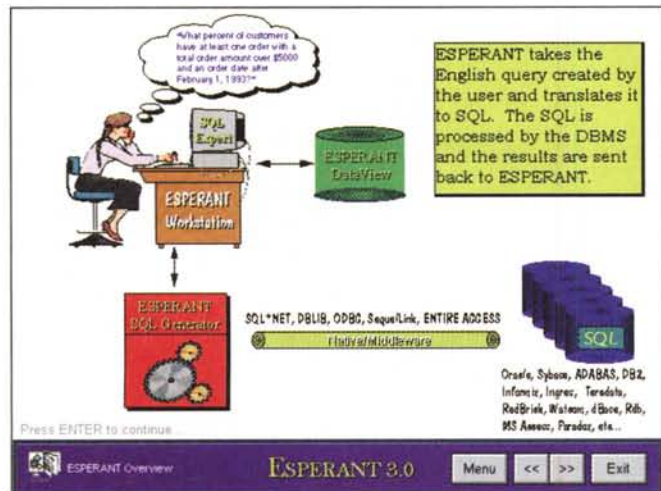 "What percent of customers
have at least one order with a
total order amount over $5000
and an order date after
February 1, 1993?"
ESPERANT takes the
English query created by
the user and translates it
to SQL. The SQL is
processed by the DBMS
and the results are sent
back to ESPERANT.
SQL
Expert
ESPERANT
DataView
ESPERANT
Workstation
ESPERANT
SQL Generator
SQL*NET, DBLIB, ODBC, SequeLink, ENTIRE ACCESS
Native/Middleware
SQL
Oracle, Sybase, ADABAS, DB2,
Informix, Ingres, Teradata,
RedBrick, Watcom, dBase, Rdb,
MS Access, Paradox, etc...
Press ENTER to continue...
ESPERANT Overview
ESPERANT 3.0
Menu
<<
>>
Exit